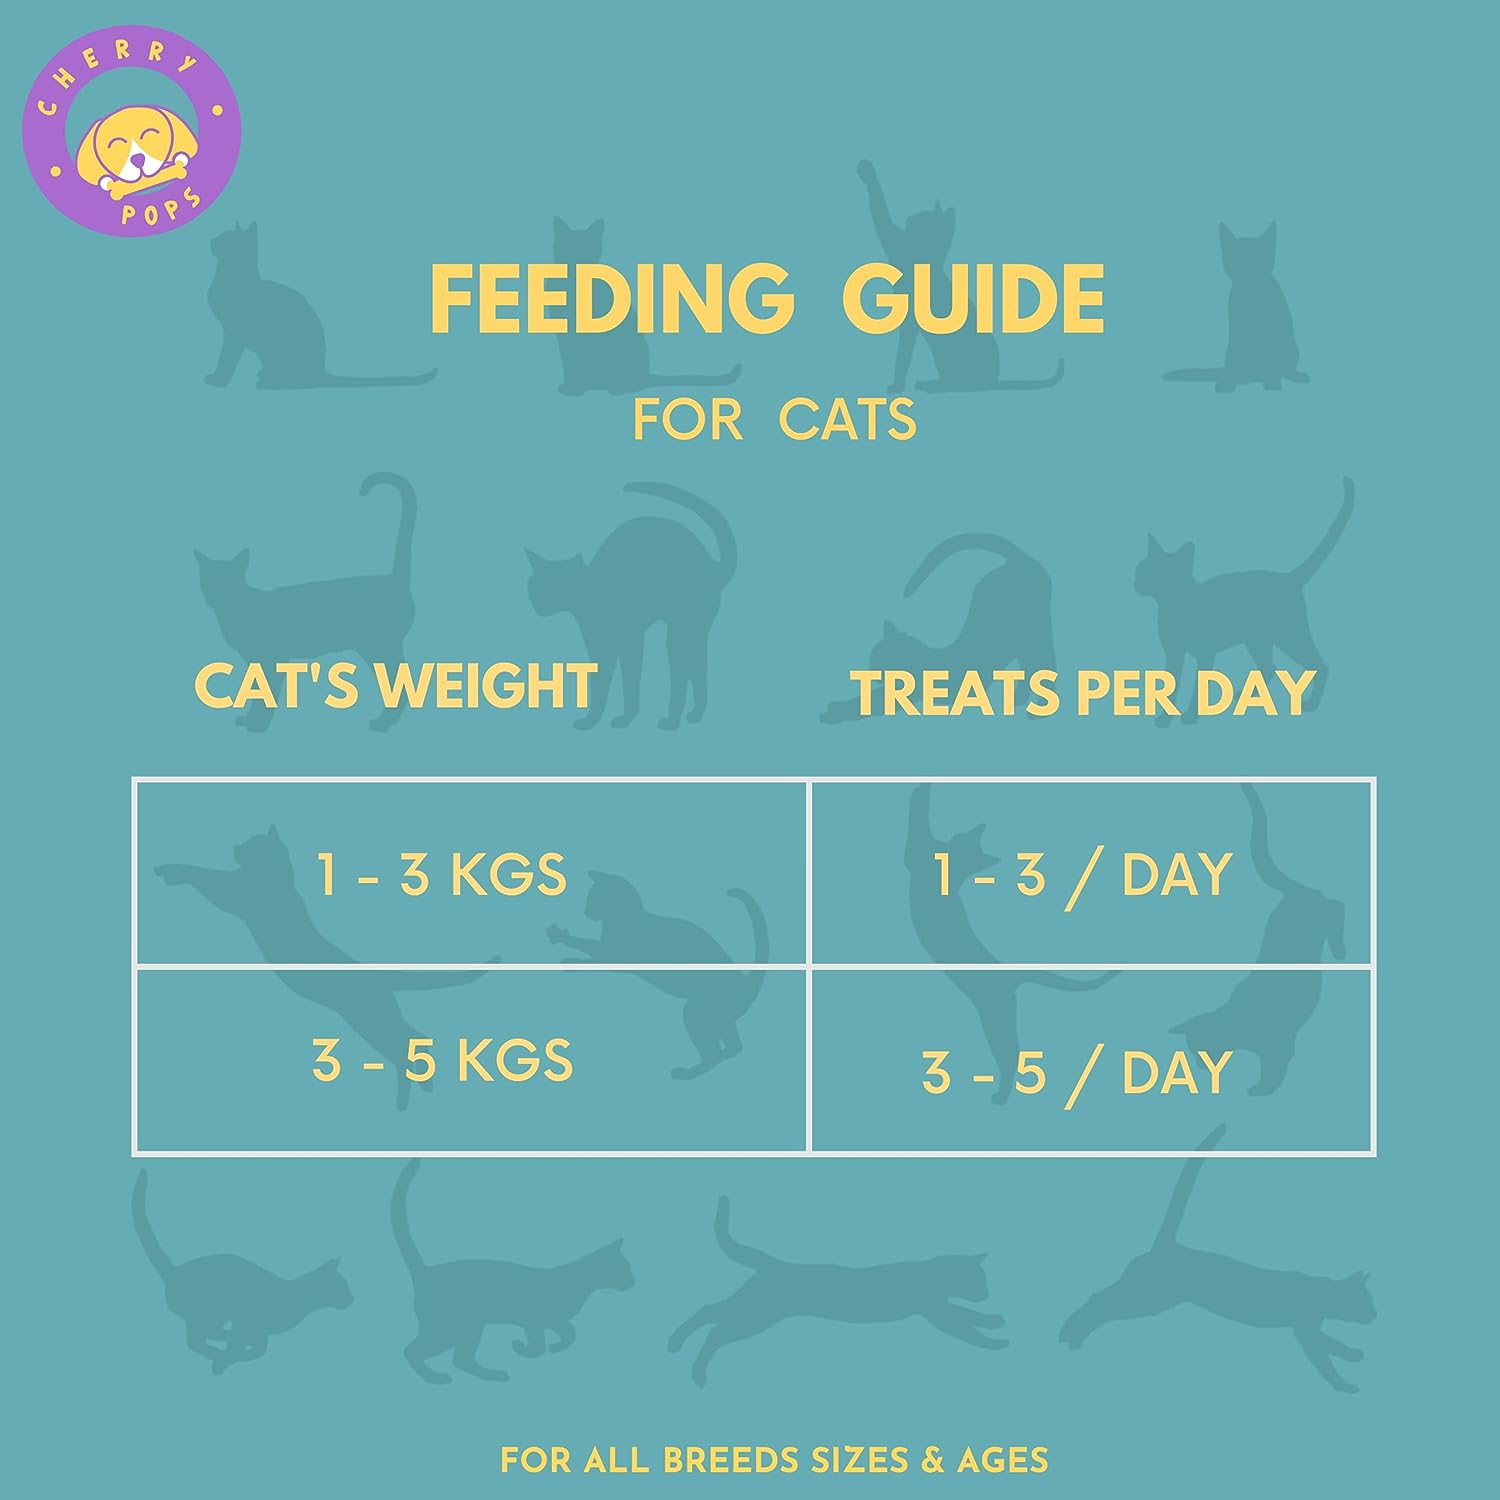 CHERRY
POPS
FEEDING GUIDE
FOR CATS
CAT'S WEIGHT
TREATS PER DAY
1 - 3 KGS
1 - 3 / DAY
3 - 5 KGS
3 - 5 / DAY
FOR ALL BREEDS SIZES & AGES